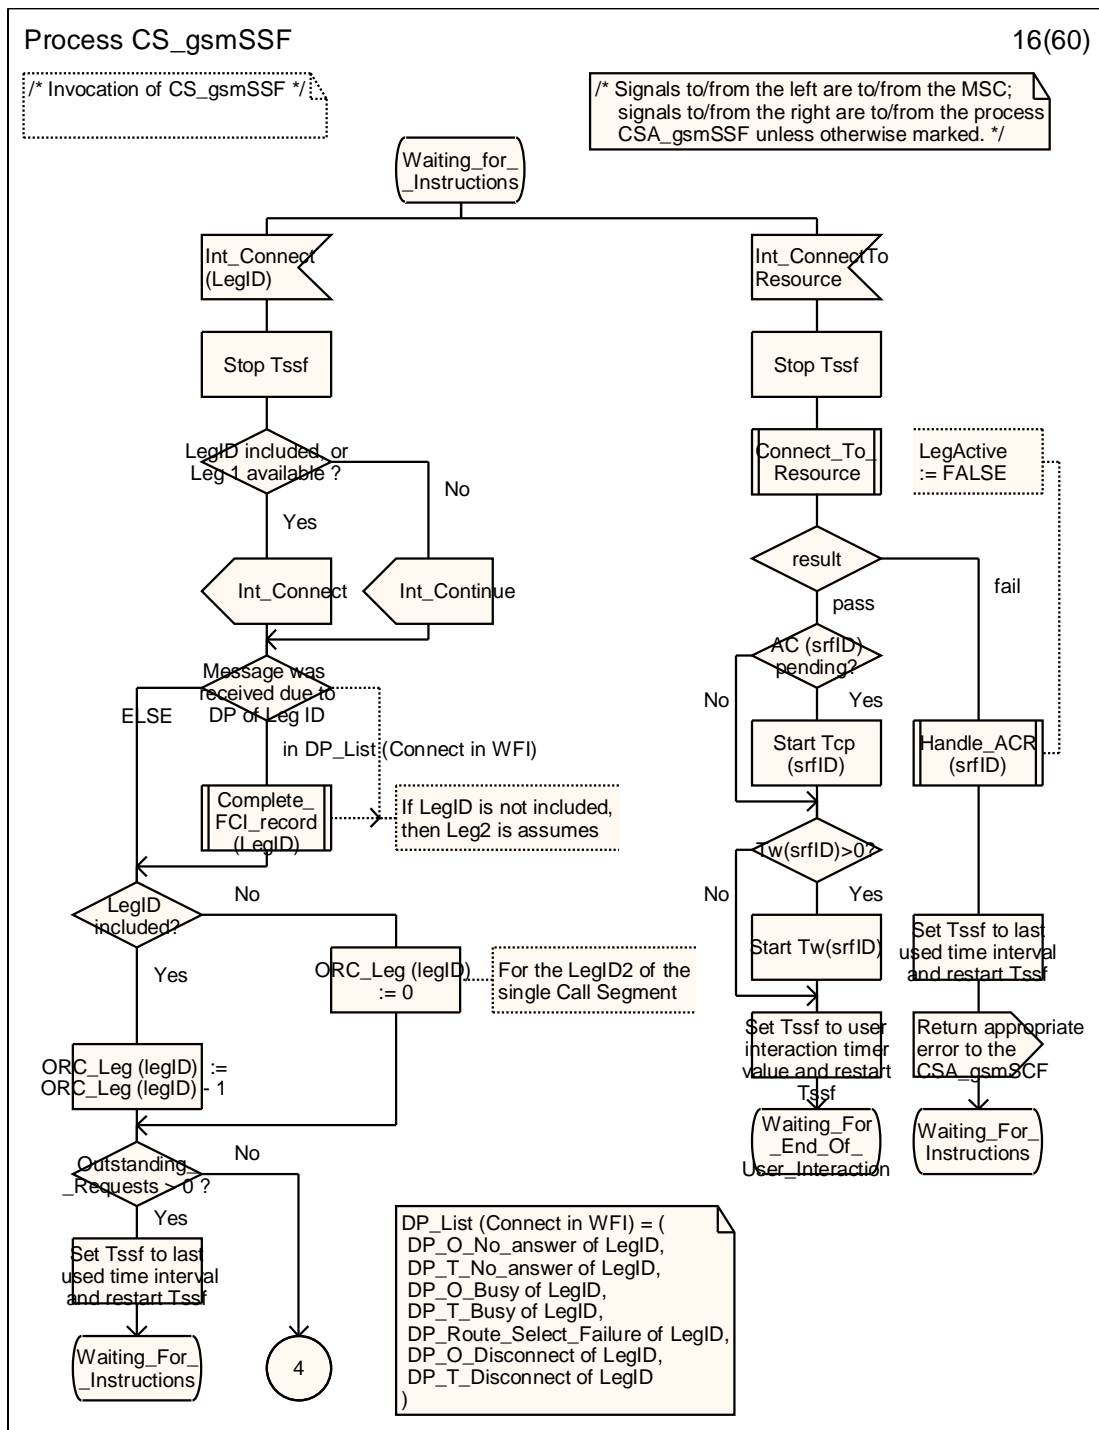 Process CS_gsmSSF
16(60)
/* Invocation of CS_gsmSSF */
/* Signals to/from the left are to/from the MSC;
signals to/from the right are to/from the process
CSA_gsmSSF unless otherwise marked. */
Waiting_for_
_Instructions
Int_Connect
(LegID)
Stop Tssf
LegID included, or
Leg 1 available ?
No
Yes
Int_Connect
Int_Continue
Message was
received due to
DP of Leg ID
ELSE
in DP_List (Connect in WFI)
Complete_
FCI_record
(LegID)
If LegID is not included,
then Leg2 is assumes
LegID
included?
No
Yes
ORC_Leg (legID)
:= 0
For the LegID2 of the
single Call Segment
ORC_Leg (legID) :=
ORC_Leg (legID) - 1
Outstanding_
_Requests > 0 ?
No
Yes
Set Tssf to last
used time interval
and restart Tssf
Waiting_For_
_Instructions
4
DP_List (Connect in WFI) = (
DP_O_No_answer of LegID,
DP_T_No_answer of LegID,
DP_O_Busy of LegID,
DP_T_Busy of LegID,
DP_Route_Select_Failure of LegID,
DP_O_Disconnect of LegID,
DP_T_Disconnect of LegID
)
Int_ConnectTo
Resource
Stop Tssf
Connect_To_
Resource
LegActive
:= FALSE
result
pass
fail
AC (srfID)
pending?
No
Yes
Start Tcp
(srfID)
Handle_ACR
(srfID)
Tw(srfID)>0?
No
Yes
Start Tw(srfID)
Set Tssf to last
used time interval
and restart Tssf
Set Tssf to user
interaction timer
value and restart
Tssf
Return appropriate
error to the
CSA_gsmSCF
Waiting_For
_End_Of_
User_Interaction
Waiting_For_
Instructions